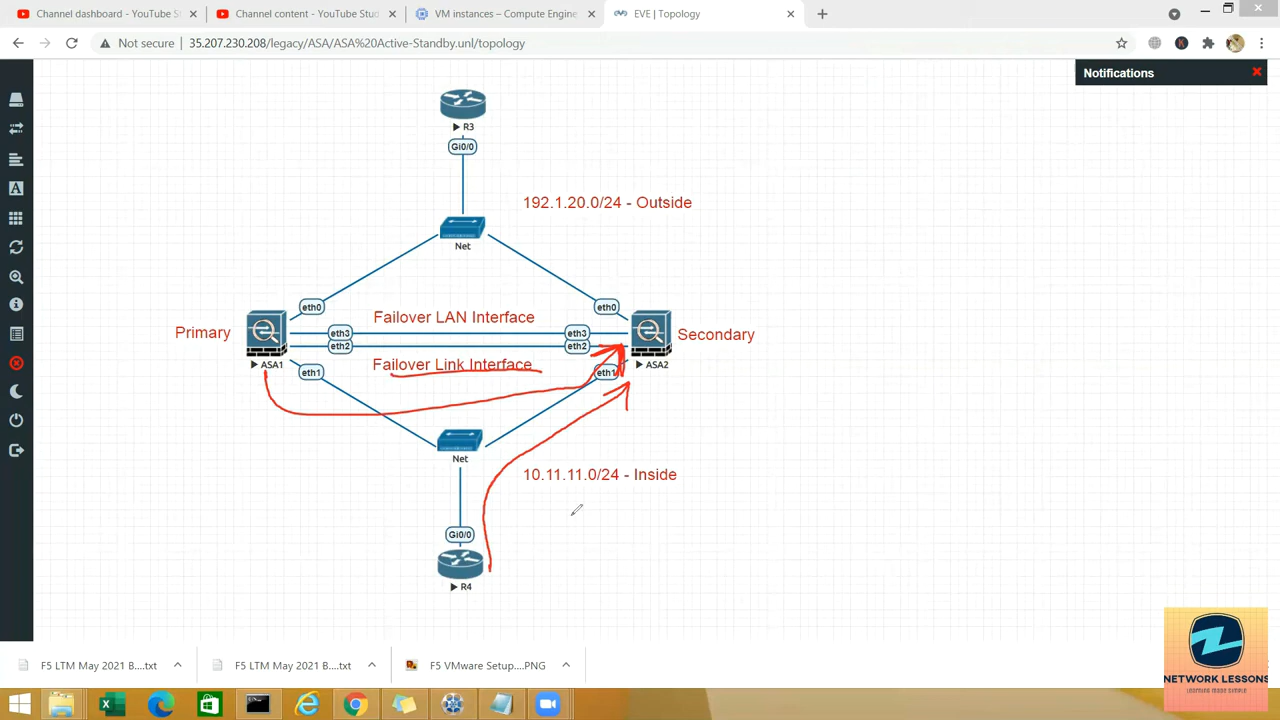 Channel dashboard - YouTube S
Channel content - YouTube Stud
VM instances – Compute Engine
EVE | Topology
Not secure | 35.207.230.208/legacy/ASA/ASA%20Active-Standby.unl/topology
Notifications
R3
Gi0/0
192.1.20.0/24 - Outside
Net
eth0
eth0
Failover LAN Interface
Primary
eth3
eth3
Secondary
eth2
eth2
ASA1
Failover Link Interface
ASA2
eth1
eth1
Net
10.11.11.0/24 - Inside
Gi0/0
R4
F5 LTM May 2021 B....txt
F5 LTM May 2021 B....txt
F5 VMware Setup....PNG
NETWORK LESSONS
LEARNING MADE SIMPLE